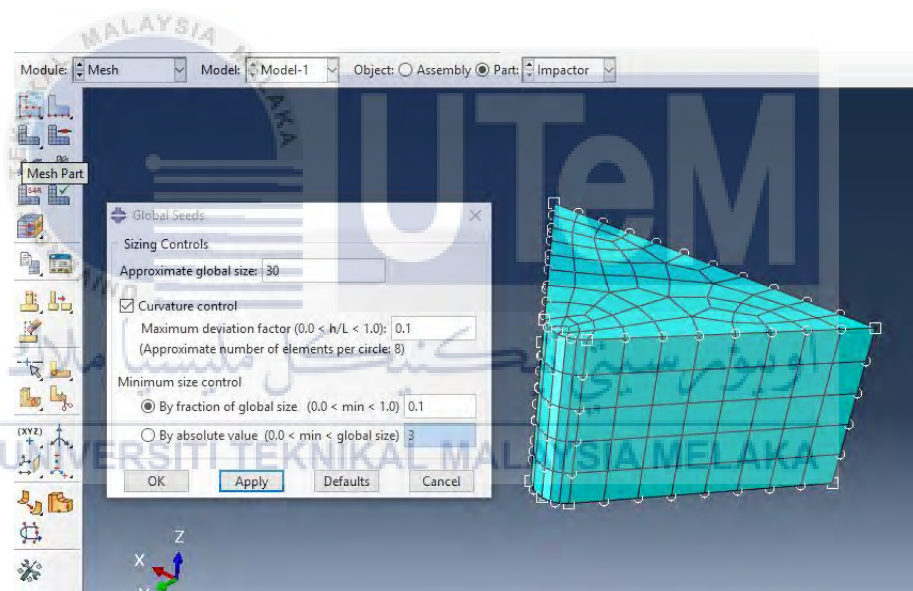 MALAYSIA MELAKA
Module: Mesh Model: Model-1 Object: Assembly Part: Impactor
UTeM
Mesh Part
S4R
Global Seeds
Sizing Controls
Approximate global size: 30
Curvature control
Maximum deviation factor (0.0 < h/L < 1.0): 0.1
(Approximate number of elements per circle: 8)
Minimum size control
By fraction of global size (0.0 < min < 1.0) 0.1
By absolute value (0.0 < min < global size) 3
OK Apply Defaults Cancel
(XYZ)
UNIVERSITI TEKNIKAL MALAYSIA MELAKA
Z
X
Y